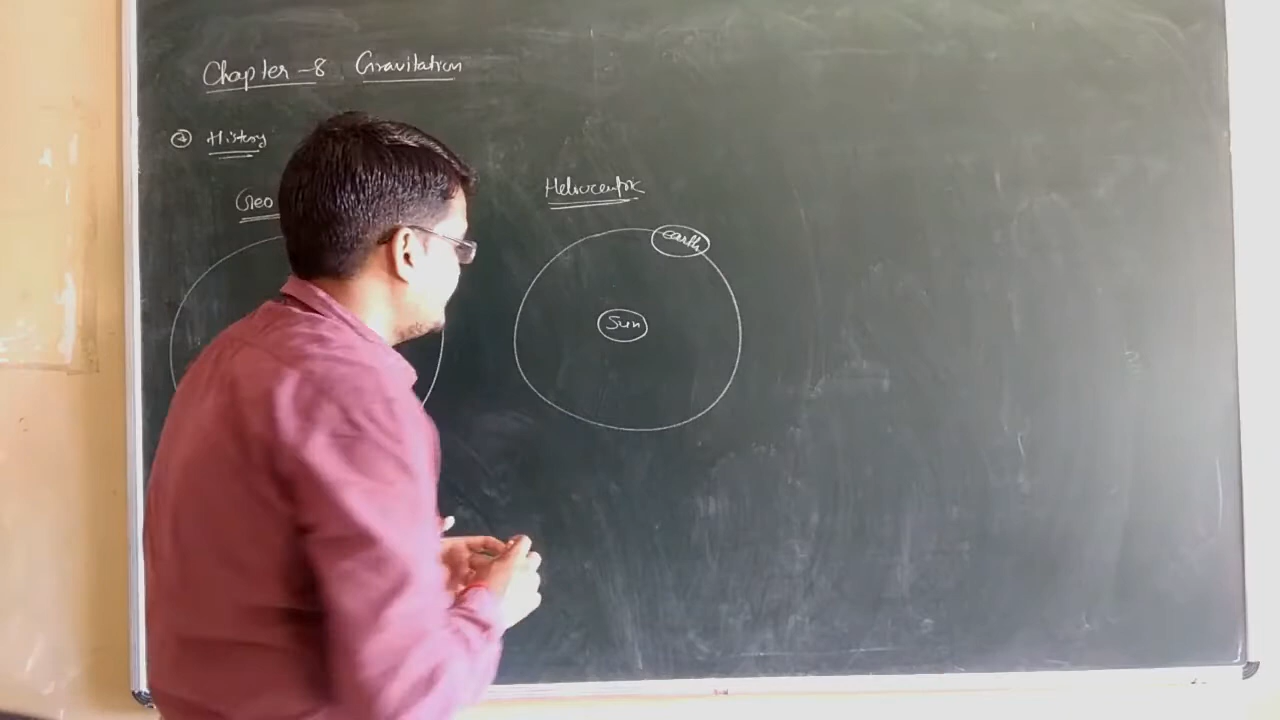 Chapter -8 Gravitation
History
Geo
Heliocentric
earth
Sun